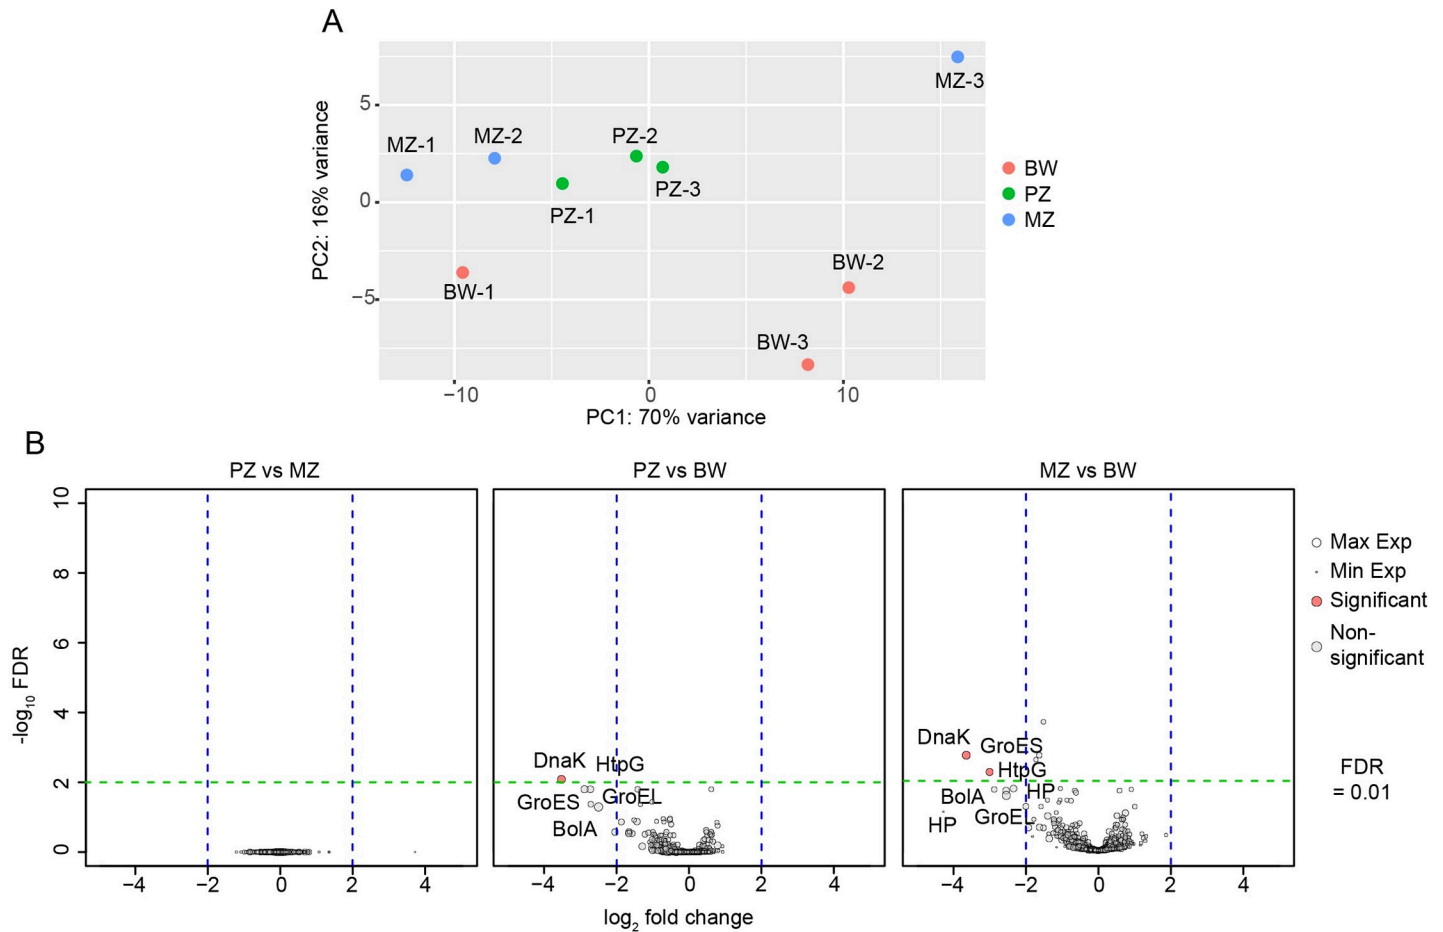 A
PC2: 16% variance
5
0
−5
MZ-1
MZ-2
PZ-1
PZ-2
PZ-3
MZ-3
BW-1
BW-2
BW-3
−10
0
10
PC1: 70% variance
BW
PZ
MZ
B
PZ vs MZ
PZ vs BW
MZ vs BW
-log10 FDR
10
8
6
4
2
0
DnaK
HtpG
GroES
GroEL
BolA
DnaK
GroES
HtpG
BolA
HP
HP
GroEL
−4
−2
0
2
4
−4
−2
0
2
4
−4
−2
0
2
4
log2 fold change
Max Exp
Min Exp
Significant
Non-
significant
FDR
= 0.01